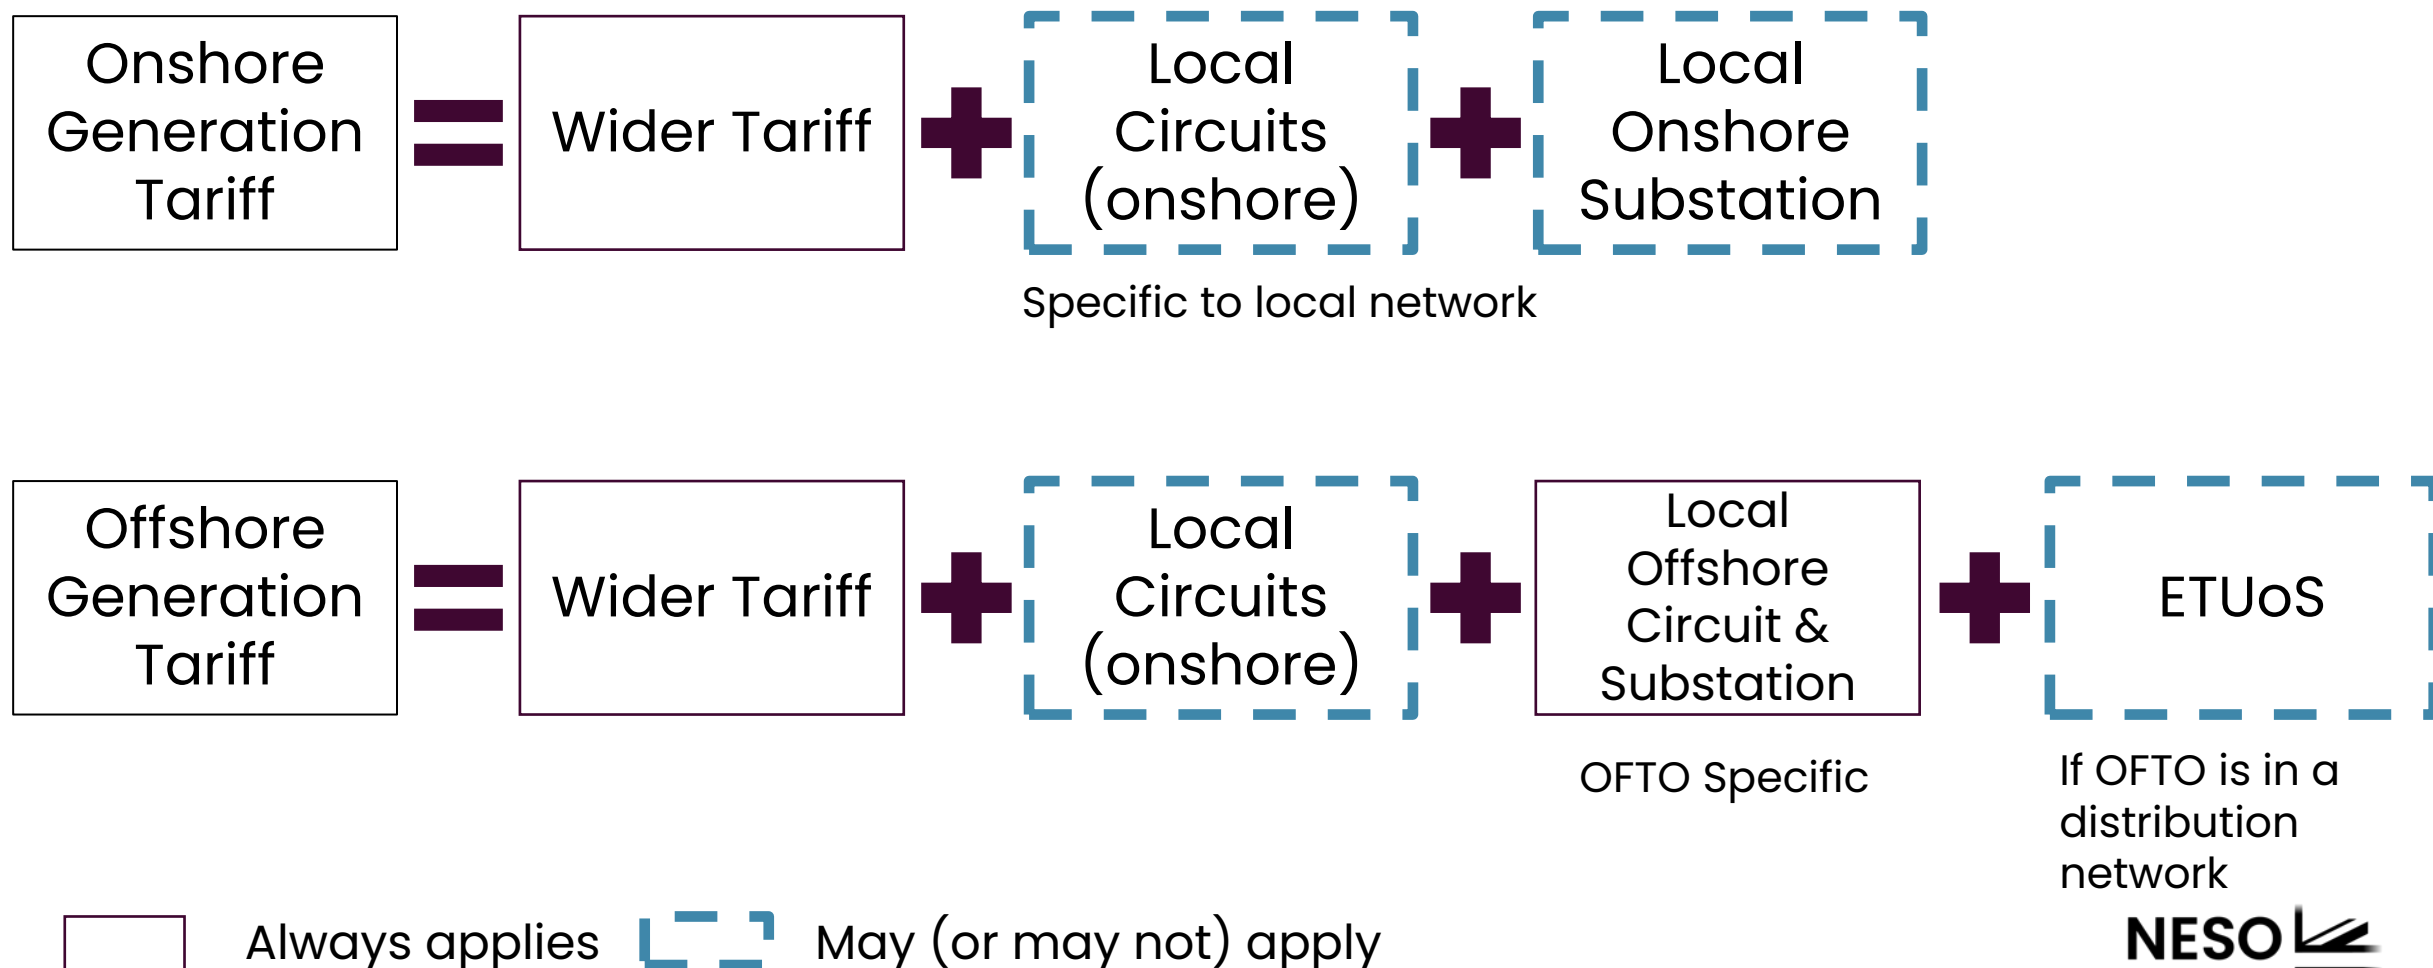 Onshore
Generation
Tariff
Wider Tariff
Local
Circuits
(onshore)
Local
Onshore
Substation
Specific to local network
Offshore
Generation
Tariff
Wider Tariff
Local
Circuits
(onshore)
Local
Offshore
Circuit &
Substation
ETUoS
OFTO Specific
If OFTO is in a
distribution
network
Always applies
May (or may not) apply
NESO